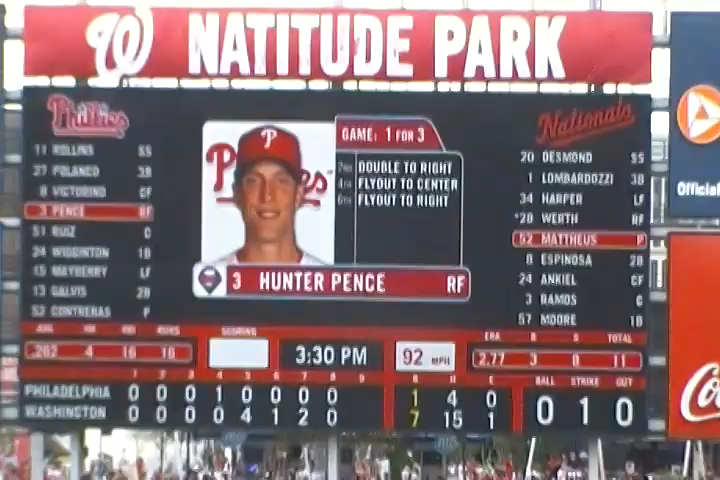 W NATITUDE PARK
Phillies
Nationals
GAME: 1 FOR 3
2ND DOUBLE TO RIGHT
4TH FLYOUT TO CENTER
6TH FLYOUT TO RIGHT
11 ROLLINS SS
27 POLANCO 3B
8 VICTORINO CF
3 PENCE RF
51 RUIZ C
24 WIGGINTON 1B
15 MAYBERRY LF
13 GALVIS 2B
52 CONTRERAS P
20 DESMOND SS
1 LOMBARDOZZI 3B
34 HARPER LF
*28 WERTH RF
52 MATTHEUS P
8 ESPINOSA 2B
24 ANKIEL CF
3 RAMOS C
57 MOORE 1B
3 HUNTER PENCE RF
AVG HR RBI
.262 4 16 16
SCORING
3:30 PM
92 MPH
ERA B S TOTAL
2.77 3 8 11
1 2 3 4 5 6 7 8 9 R H E
PHILADELPHIA 0 0 0 1 0 0 0 0 1 4 0
WASHINGTON 0 0 0 0 4 1 2 0 7 15 1
BALL STRIKE OUT
0 1 0
Official
Co